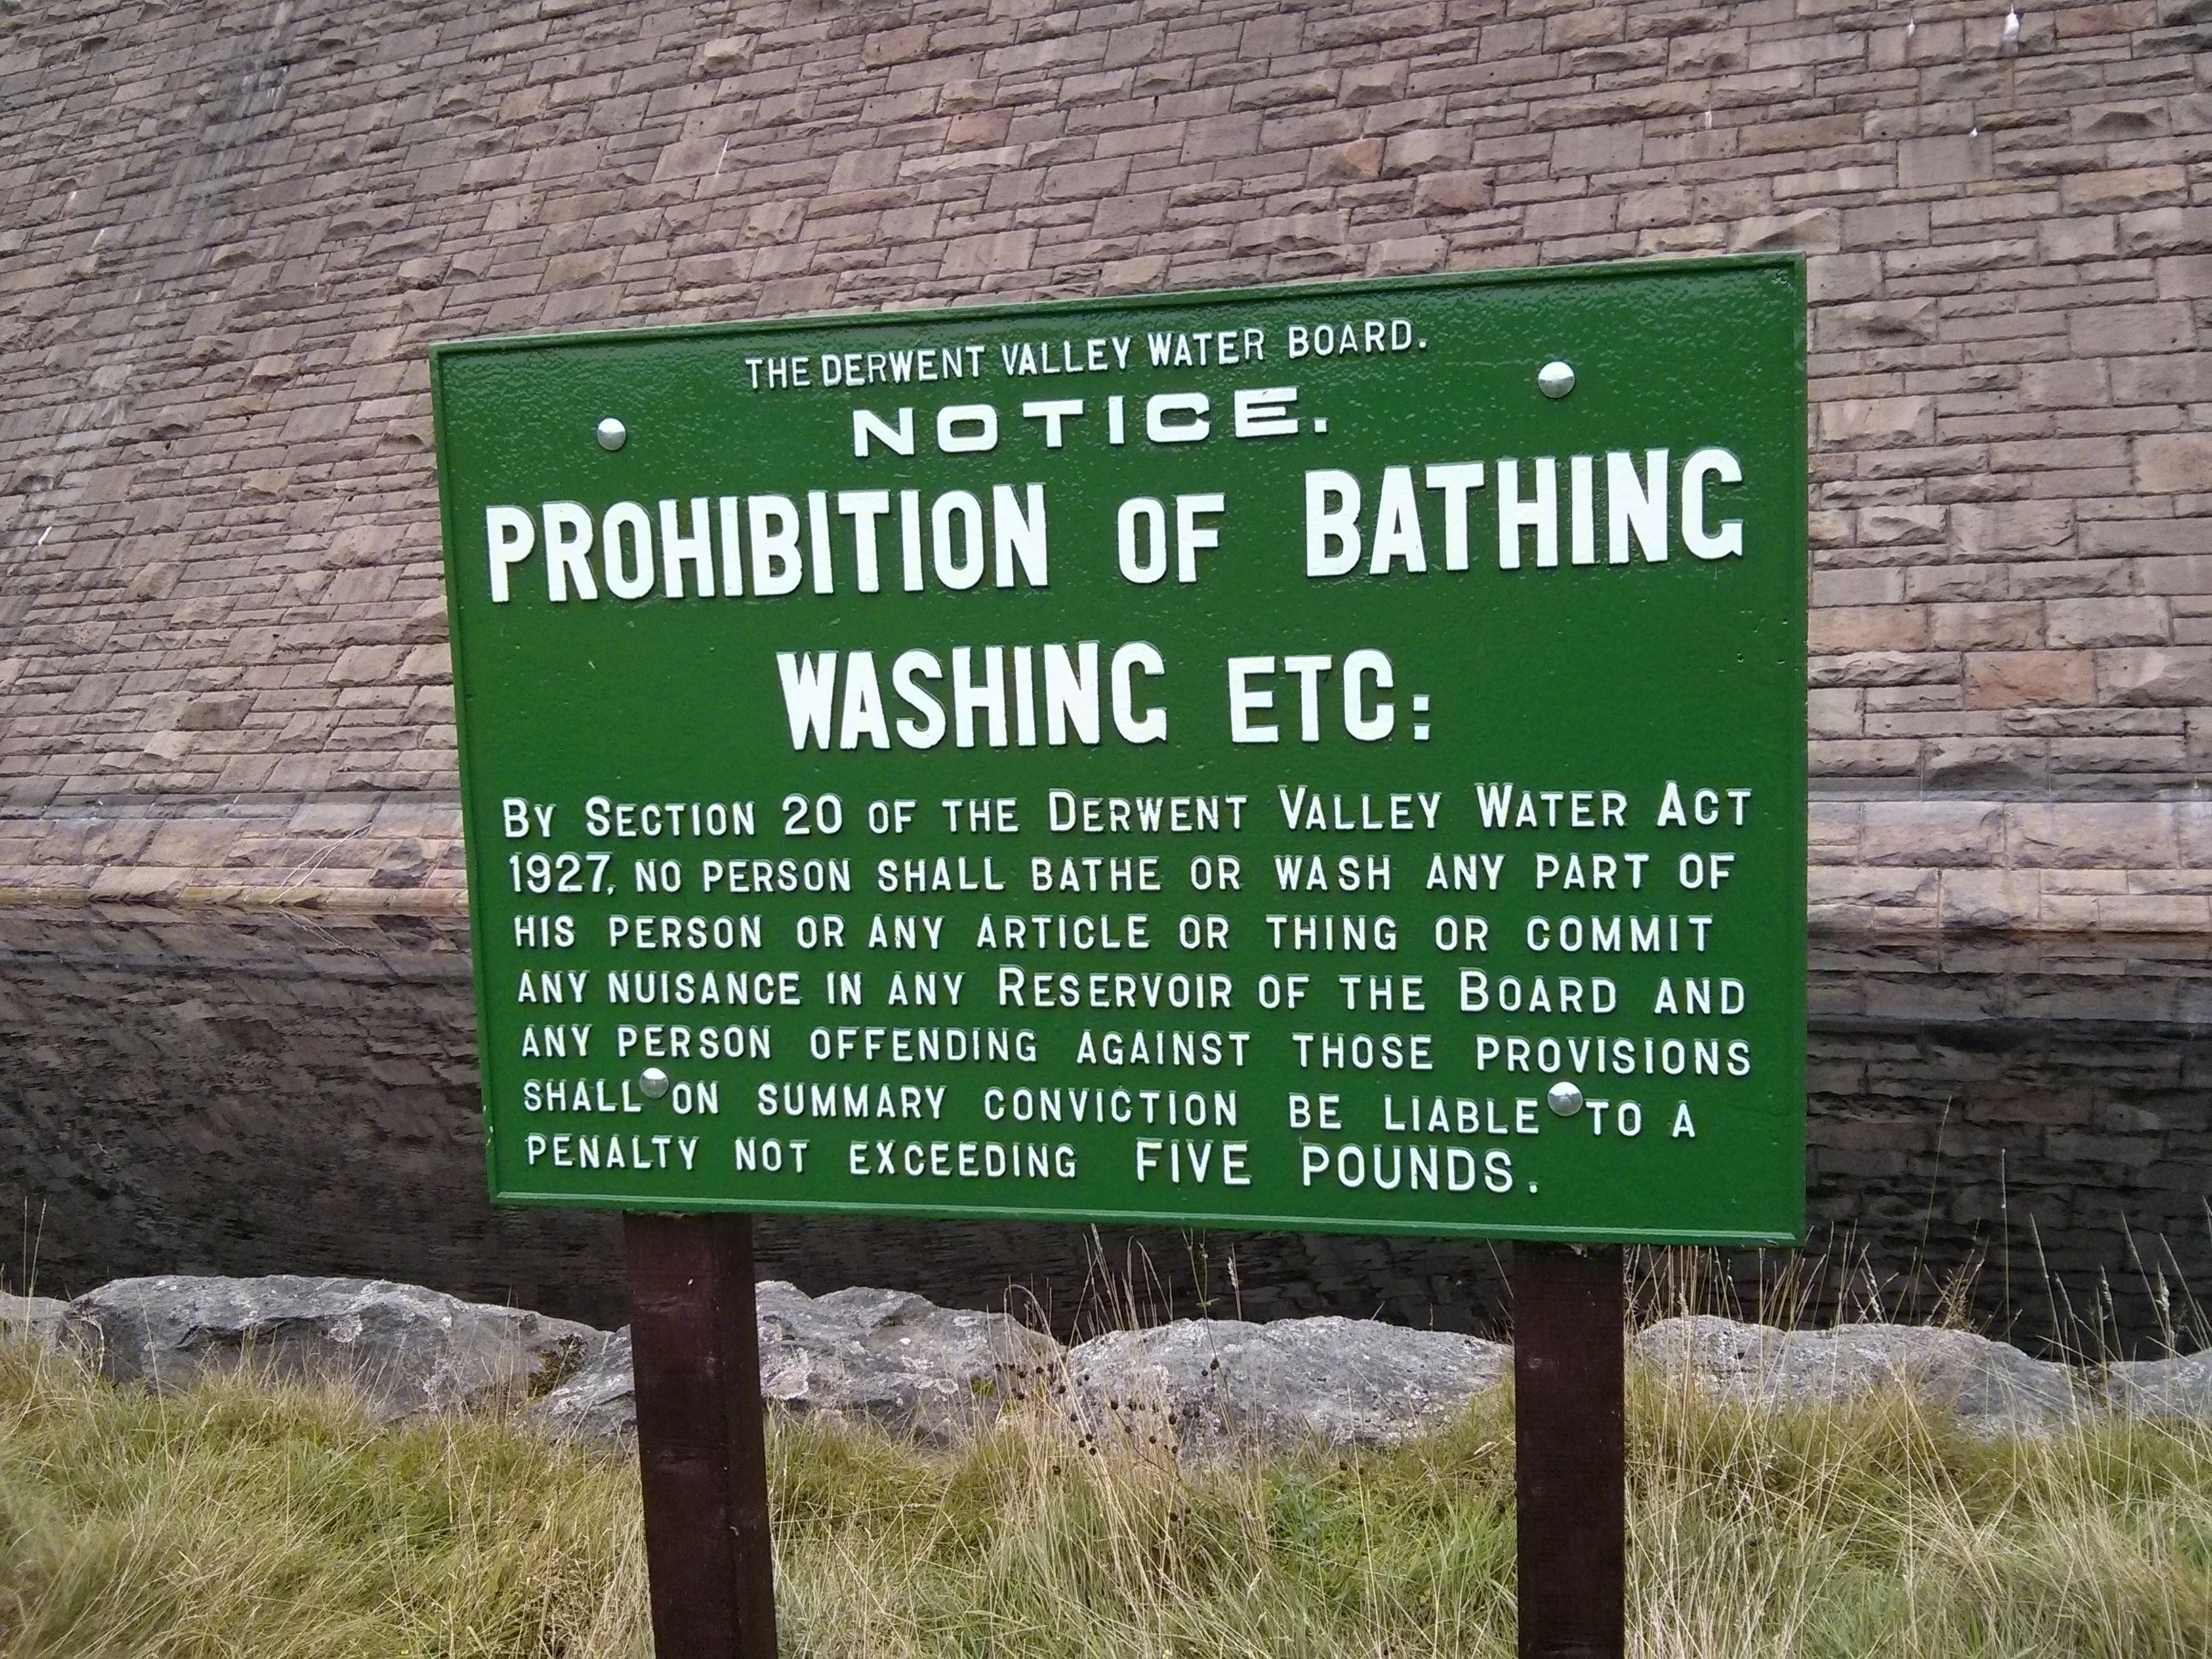 THE DERWENT VALLEY WATER BOARD.
NOTICE.
PROHIBITION OF BATHING
WASHING ETC:
BY SECTION 20 OF THE DERWENT VALLEY WATER ACT
1927, NO PERSON SHALL BATHE OR WASH ANY PART OF
HIS PERSON OR ANY ARTICLE OR THING OR COMMIT
ANY NUISANCE IN ANY RESERVOIR OF THE BOARD AND
ANY PERSON OFFENDING AGAINST THOSE PROVISIONS
SHALL ON SUMMARY CONVICTION BE LIABLE TO A
PENALTY NOT EXCEEDING FIVE POUNDS.